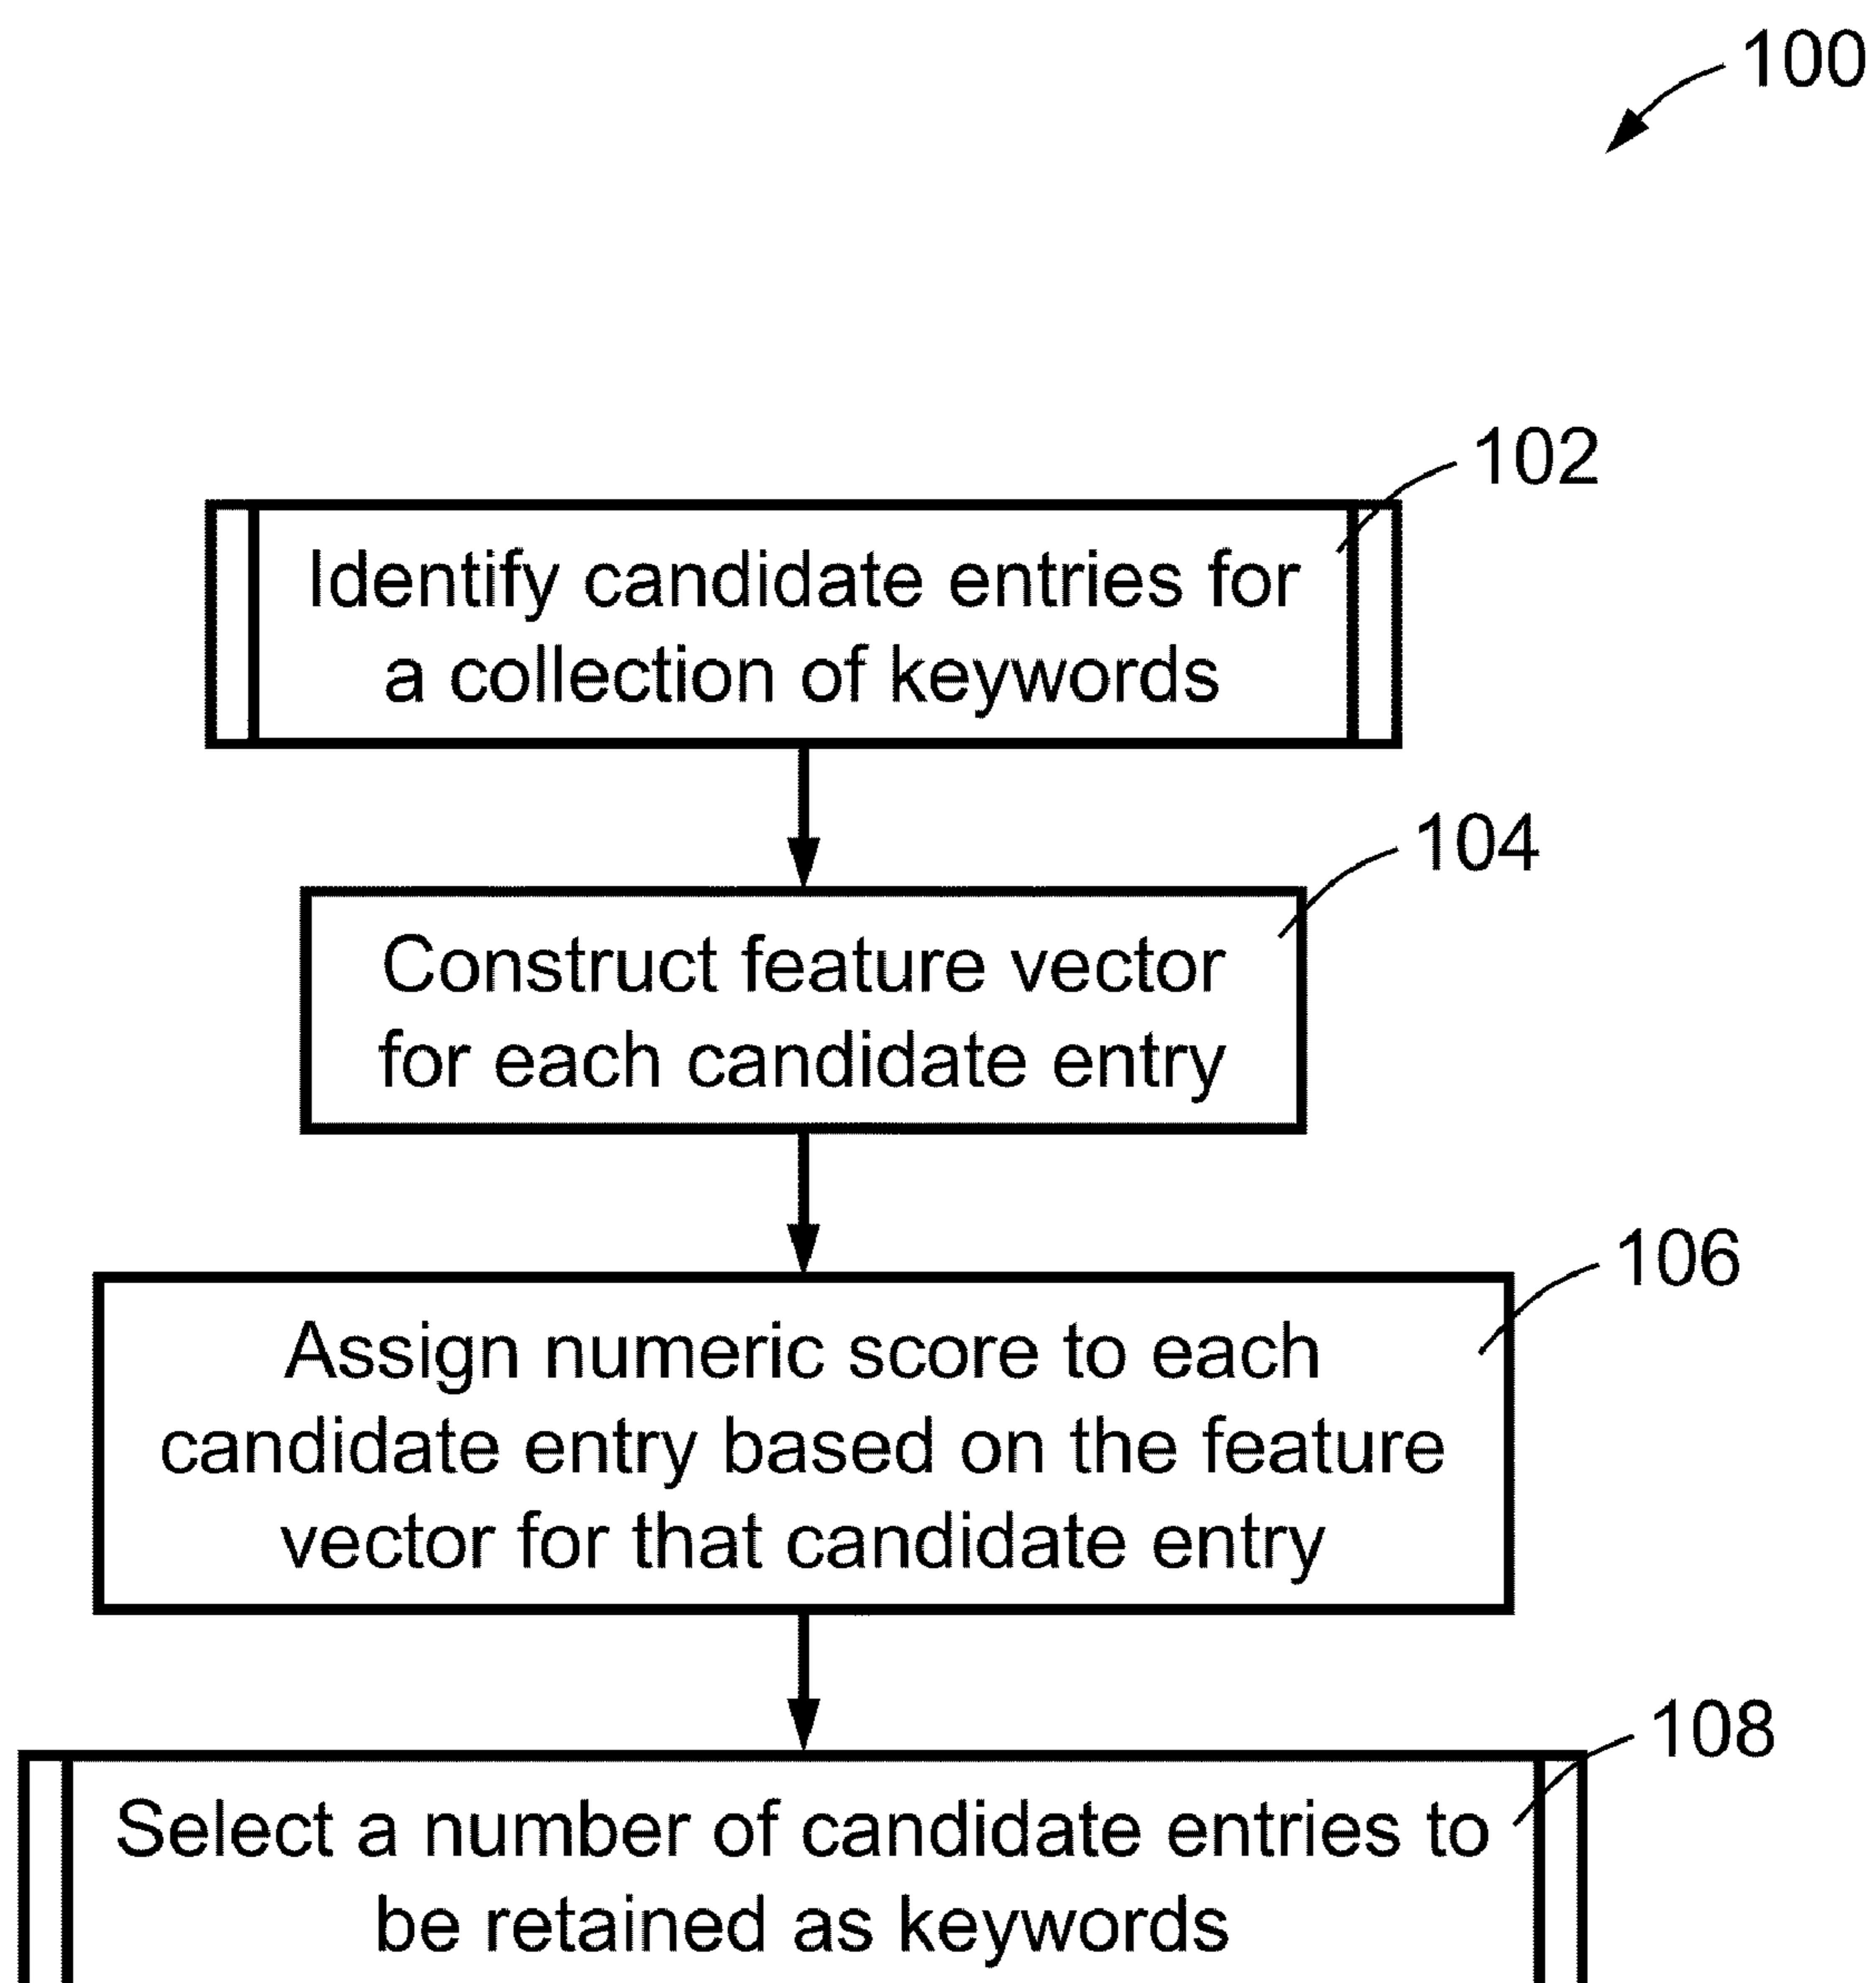 100
102
Identify candidate entries for
a collection of keywords
104
Construct feature vector
for each candidate entry
106
Assign numeric score to each
candidate entry based on the feature
vector for that candidate entry
108
Select a number of candidate entries to
be retained as keywords